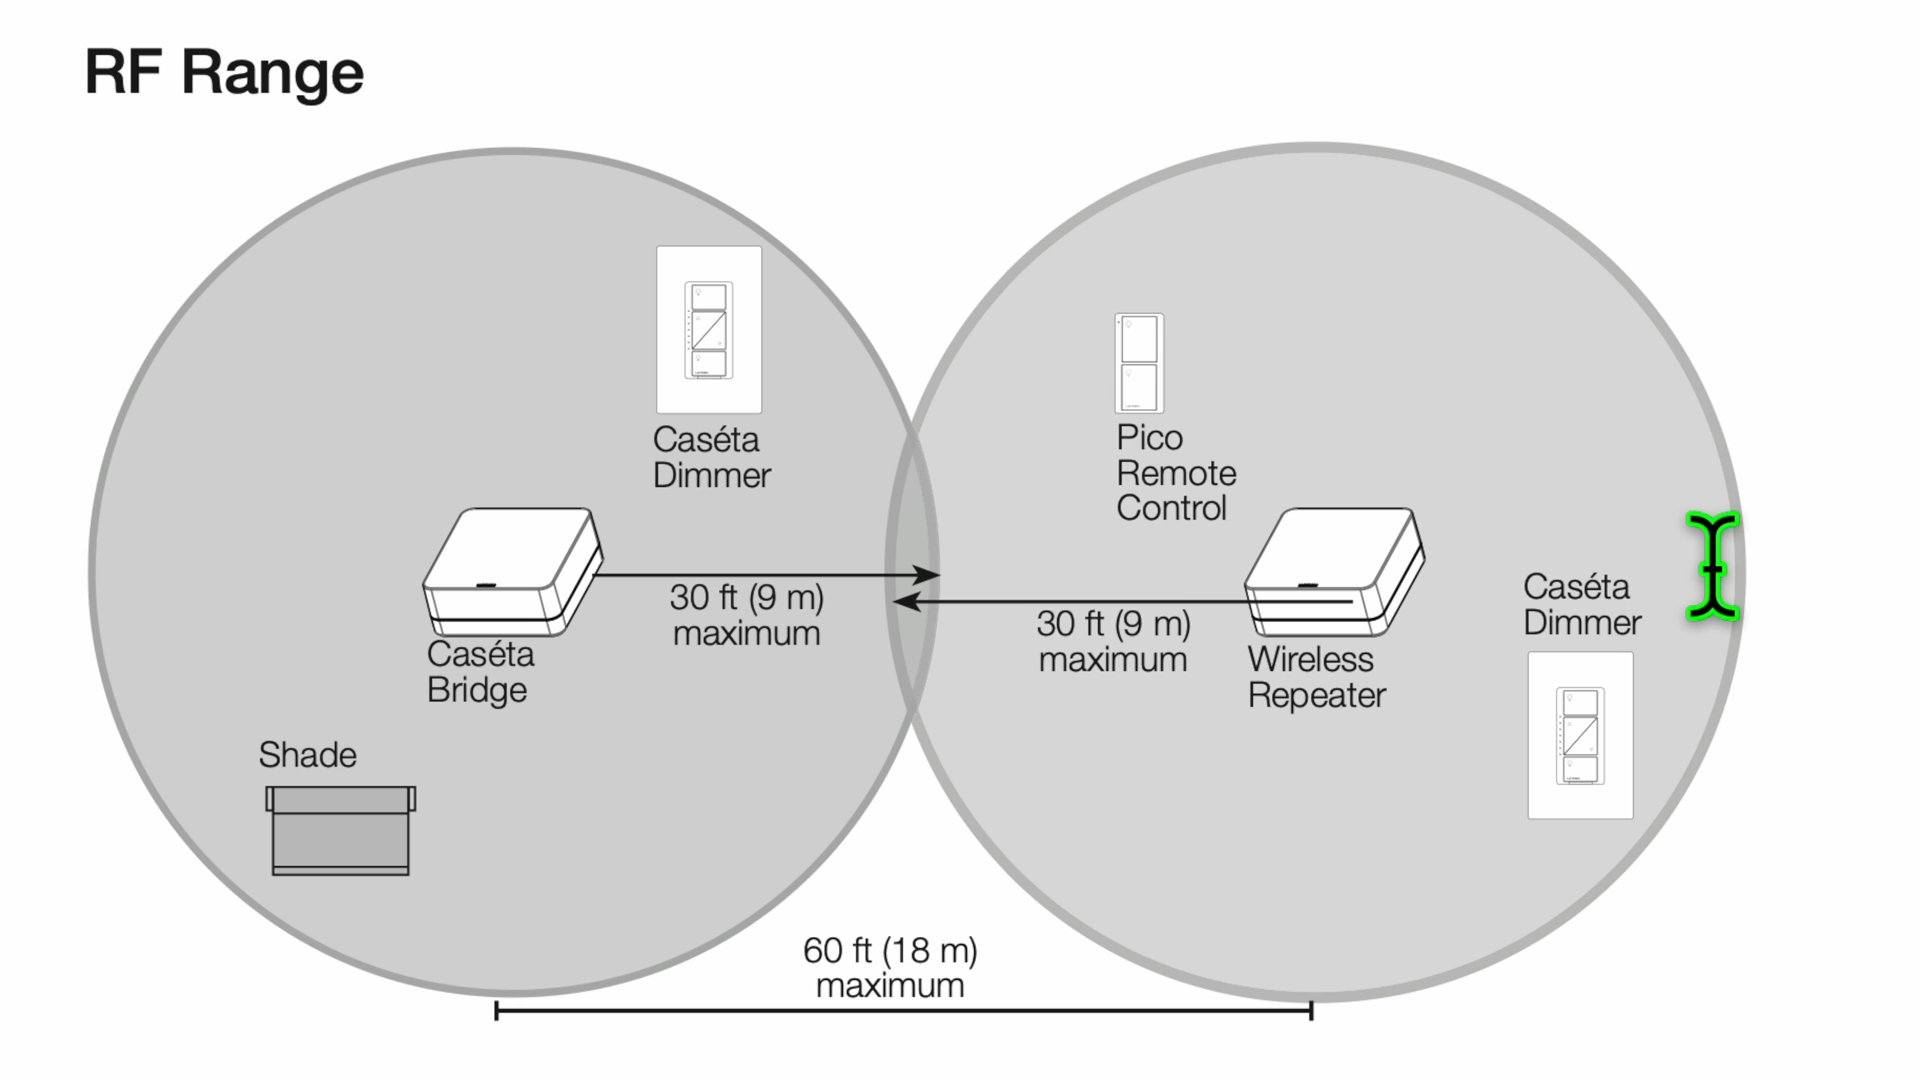 RF Range
Caséta
Dimmer
Pico
Remote
Control
30 ft (9 m)
maximum
30 ft (9 m)
maximum
Caséta
Bridge
Wireless
Repeater
Caséta
Dimmer
Shade
60 ft (18 m)
maximum